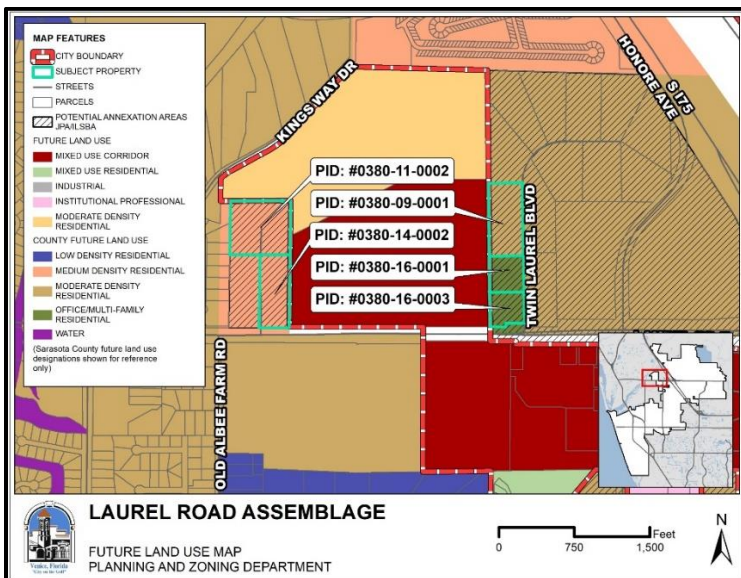 MAP FEATURES
CITY BOUNDARY
SUBJECT PROPERTY
STREETS
PARCELS
POTENTIAL ANNEXATION AREAS
JPA/ILSBA
FUTURE LAND USE
MIXED USE CORRIDOR
MIXED USE RESIDENTIAL
INDUSTRIAL
INSTITUTIONAL PROFESSIONAL
MODERATE DENSITY
RESIDENTIAL
COUNTY FUTURE LAND USE
LOW DENSITY RESIDENTIAL
MEDIUM DENSITY RESIDENTIAL
MODERATE DENSITY
RESIDENTIAL
OFFICE/MULTI-FAMILY
RESIDENTIAL
WATER
(Sarasota County future land use
designations shown for reference
only)
KINGS WAY DR
S I75
HONORE AVE
PID: #0380-11-0002
PID: #0380-09-0001
PID: #0380-14-0002
PID: #0380-16-0001
PID: #0380-16-0003
TWIN LAUREL BLVD
OLD ALBEE FARM RD
LAUREL ROAD ASSEMBLAGE
FUTURE LAND USE MAP
PLANNING AND ZONING DEPARTMENT
Venice, Florida
"City on the Gulf"
Feet
0 750 1,500
N